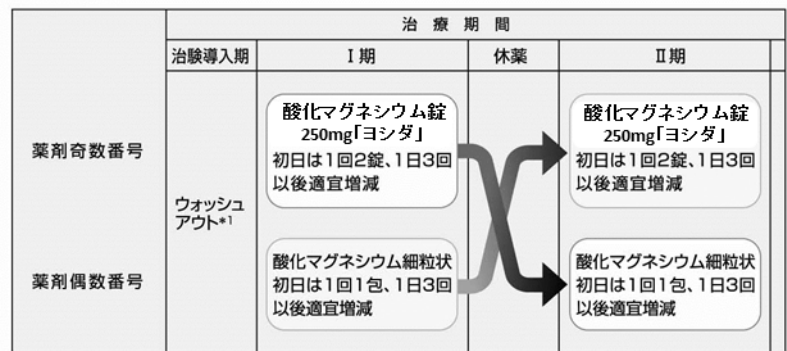 治療期間
治験導入期
Ⅰ期
休薬
Ⅱ期
薬剤奇数番号
ウォッシュ
アウト*1
酸化マグネシウム錠
250mg「ヨシダ」
初日は1回2錠、1日3回
以後適宜増減
酸化マグネシウム錠
250mg「ヨシダ」
初日は1回2錠、1日3回
以後適宜増減
薬剤偶数番号
酸化マグネシウム細粒状
初日は1回1包、1日3回
以後適宜増減
酸化マグネシウム細粒状
初日は1回1包、1日3回
以後適宜増減